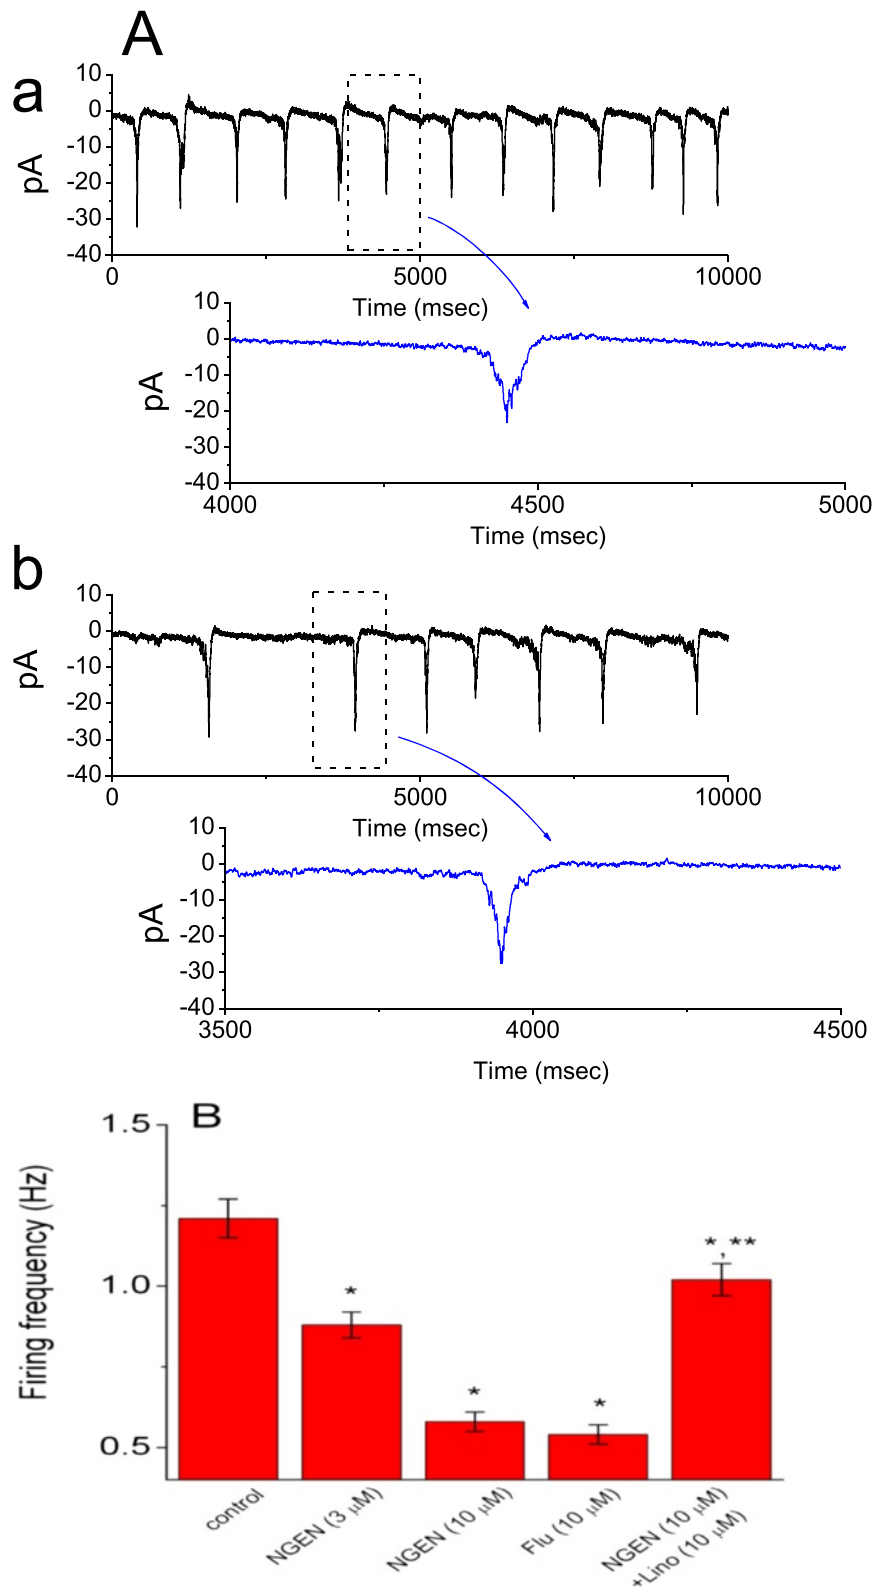 A
a
10
0
-10
-20
-30
-40
pA
0 5000 10000
Time (msec)
10
0
-10
-20
-30
-40
pA
4000 4500 5000
Time (msec)
b
10
0
-10
-20
-30
-40
pA
0 5000 10000
Time (msec)
10
0
-10
-20
-30
-40
pA
3500 4000 4500
Time (msec)
B
1.5
1.0
0.5
Firing frequency (Hz)
*
*
*
*,**
control
NGEN (3 μM)
NGEN (10 μM)
Flu (10 μM)
NGEN (10 μM)
+Lino (10 μM)